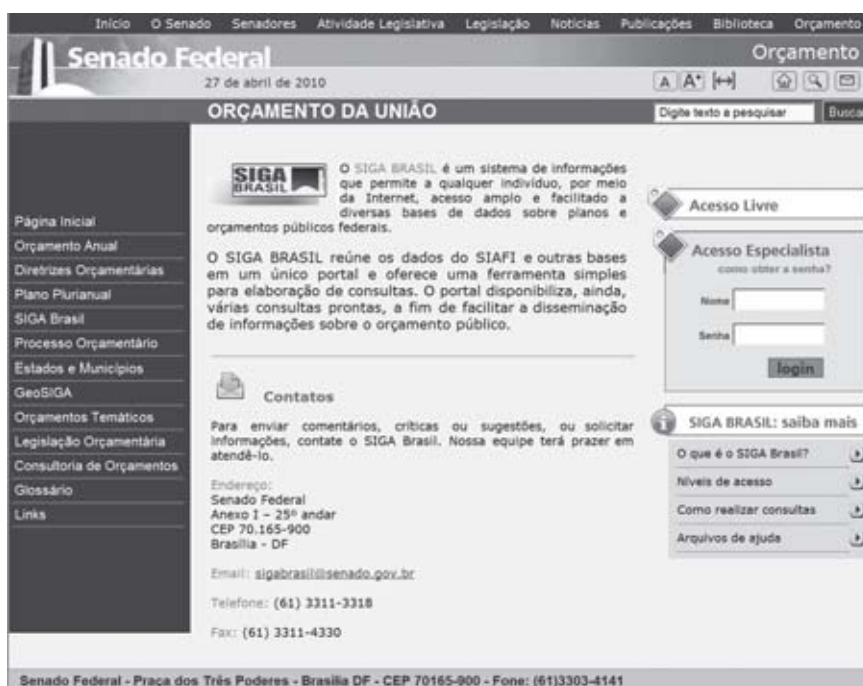 Início O Senado Senadores Atividade Legislativa Legislação Notícias Publicações Biblioteca Orçamento
Senado Federal
Orçamento
27 de abril de 2010
A A+
ORÇAMENTO DA UNIÃO
Digite texto a pesquisar
Busca
Página Inicial
Orçamento Anual
Diretrizes Orçamentárias
Plano Plurianual
SIGA Brasil
Processo Orçamentário
Estados e Municípios
GeoSIGA
Orçamentos Temáticos
Legislação Orçamentária
Consultoria de Orçamentos
Glossário
Links
SIGA
BRASIL
O SIGA BRASIL é um sistema de informações
que permite a qualquer indivíduo, por meio
da Internet, acesso amplo e facilitado a
diversas bases de dados sobre planos e
orçamentos públicos federais.
O SIGA BRASIL reúne os dados do SIAFI e outras bases
em um único portal e oferece uma ferramenta simples
para elaboração de consultas. O portal disponibiliza, ainda,
várias consultas prontas, a fim de facilitar a disseminação
de informações sobre o orçamento público.
Contatos
Para enviar comentários, críticas ou sugestões, ou solicitar
informações, contate o SIGA Brasil. Nossa equipe terá prazer em
atendê-lo.
Endereço:
Senado Federal
Anexo I – 25º andar
CEP 70.165-900
Brasília - DF
Email: sigabrasil@senado.gov.br
Telefone: (61) 3311-3318
Fax: (61) 3311-4330
Acesso Livre
Acesso Especialista
como obter a senha?
Nome
Senha
login
SIGA BRASIL: saiba mais
O que é o SIGA Brasil?
Níveis de acesso
Como realizar consultas
Arquivos de ajuda
Senado Federal - Praça dos Três Poderes - Brasília DF - CEP 70165-900 - Fone: (61)3303-4141